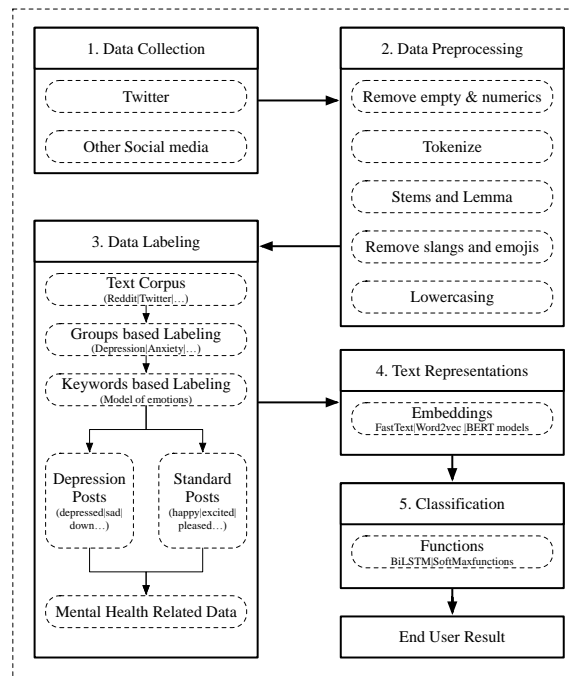 1. Data Collection
Twitter
Other Social media
2. Data Preprocessing
Remove empty & numerics
Tokenize
Stems and Lemma
Remove slangs and emojis
Lowercasing
3. Data Labeling
Text Corpus
(Reddit|Twitter|…)
Groups based Labeling
(Depression|Anxiety|…)
Keywords based Labeling
(Model of emotions)
Depression
Posts
(depressed|sad|
down…)
Standard
Posts
(happy|excited|
pleased…)
Mental Health Related Data
4. Text Representations
Embeddings
FastText|Word2vec |BERT models
5. Classification
Functions
BiLSTM|SoftMaxfunctions
End User Result